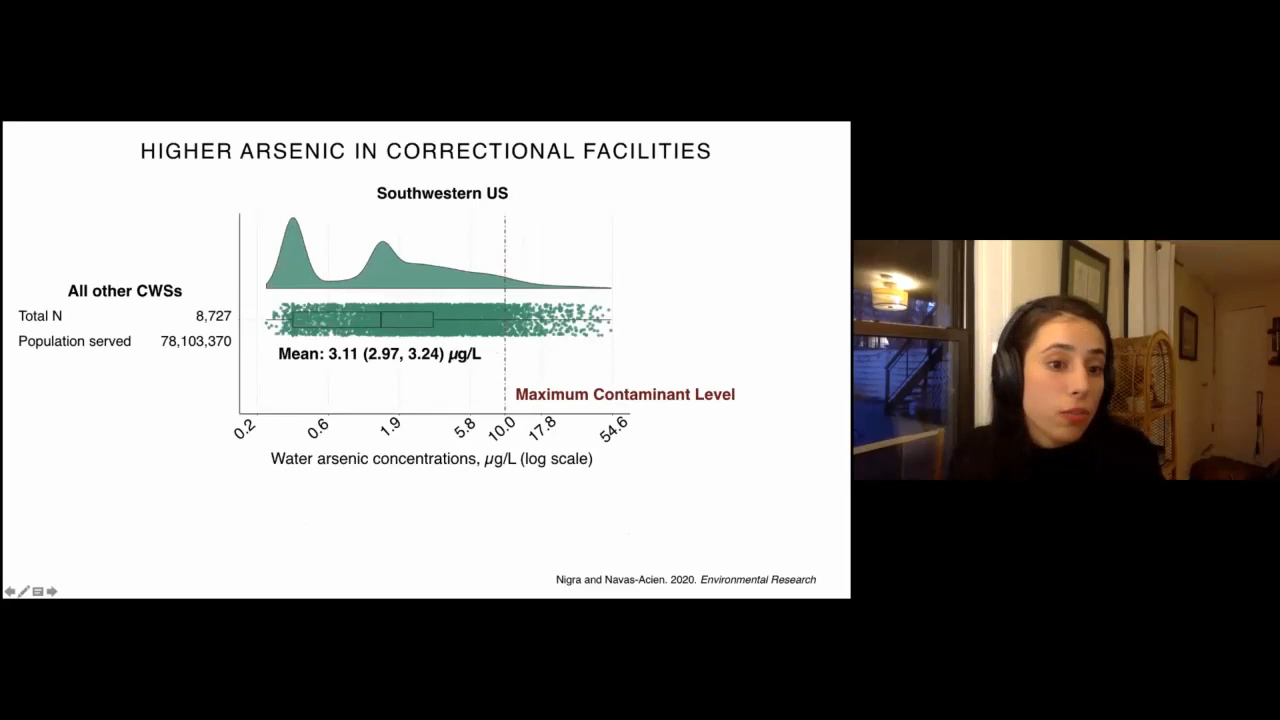 HIGHER ARSENIC IN CORRECTIONAL FACILITIES
Southwestern US
All other CWSs
Total N 8,727
Population served 78,103,370
Mean: 3.11 (2.97, 3.24) µg/L
Maximum Contaminant Level
0.2 0.6 1.9 5.8 10.0 17.8 54.6
Water arsenic concentrations, µg/L (log scale)
Nigra and Navas-Acien. 2020. Environmental Research